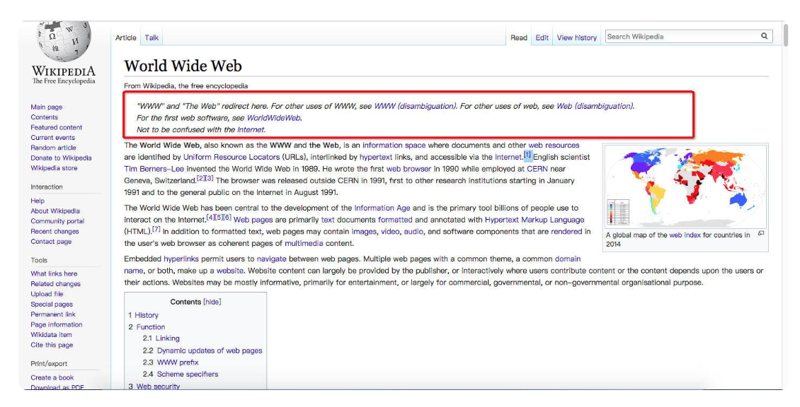 WIKIPEDIA
The Free Encyclopedia
Main page
Contents
Featured content
Current events
Random article
Donate to Wikipedia
Wikipedia store
Interaction
Help
About Wikipedia
Community portal
Recent changes
Contact page
Tools
What links here
Related changes
Upload file
Special pages
Permanent link
Page information
Wikidata item
Cite this page
Print/export
Create a book
Download as PDF
Article Talk
Read Edit View history Search Wikipedia
World Wide Web
From Wikipedia, the free encyclopedia
"WWW" and "The Web" redirect here. For other uses of WWW, see WWW (disambiguation). For other uses of web, see Web (disambiguation).
For the first web software, see WorldWideWeb.
Not to be confused with the Internet.
The World Wide Web, also known as the WWW and the Web, is an information space where documents and other web resources
are identified by Uniform Resource Locators (URLs), interlinked by hypertext links, and accessible via the Internet.[1] English scientist
Tim Berners-Lee invented the World Wide Web in 1989. He wrote the first web browser in 1990 while employed at CERN near
Geneva, Switzerland.[2][3] The browser was released outside CERN in 1991, first to other research institutions starting in January
1991 and to the general public on the Internet in August 1991.
The World Wide Web has been central to the development of the Information Age and is the primary tool billions of people use to
interact on the Internet.[4][5][6] Web pages are primarily text documents formatted and annotated with Hypertext Markup Language
(HTML).[7] In addition to formatted text, web pages may contain images, video, audio, and software components that are rendered in
the user's web browser as coherent pages of multimedia content.
Embedded hyperlinks permit users to navigate between web pages. Multiple web pages with a common theme, a common domain
name, or both, make up a website. Website content can largely be provided by the publisher, or interactively where users contribute content or the content depends upon the users or
their actions. Websites may be mostly informative, primarily for entertainment, or largely for commercial, governmental, or non-governmental organisational purpose.
A global map of the web index for countries in
2014
Contents [hide]
1 History
2 Function
2.1 Linking
2.2 Dynamic updates of web pages
2.3 WWW prefix
2.4 Scheme specifiers
3 Web security